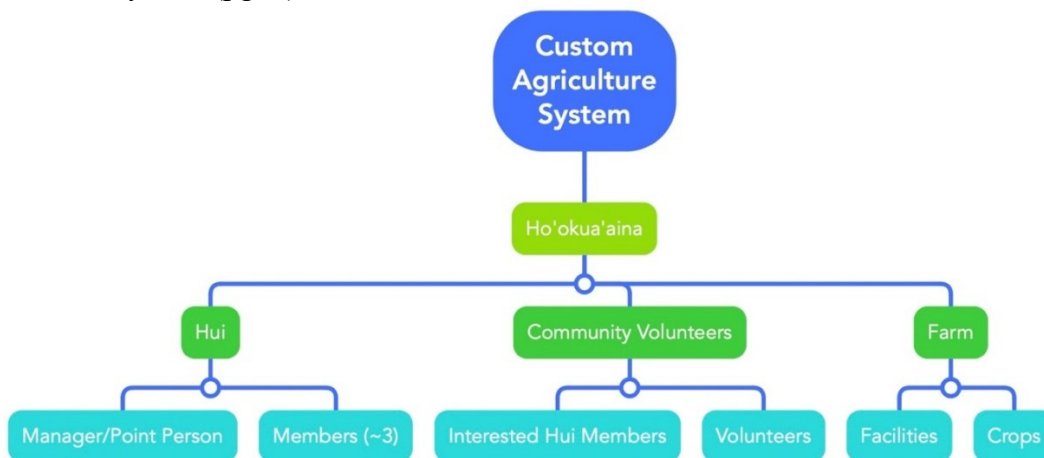 Custom
Agriculture
System
Ho'okua'aina
Hui
Community Volunteers
Farm
Manager/Point Person
Members (~3)
Interested Hui Members
Volunteers
Facilities
Crops